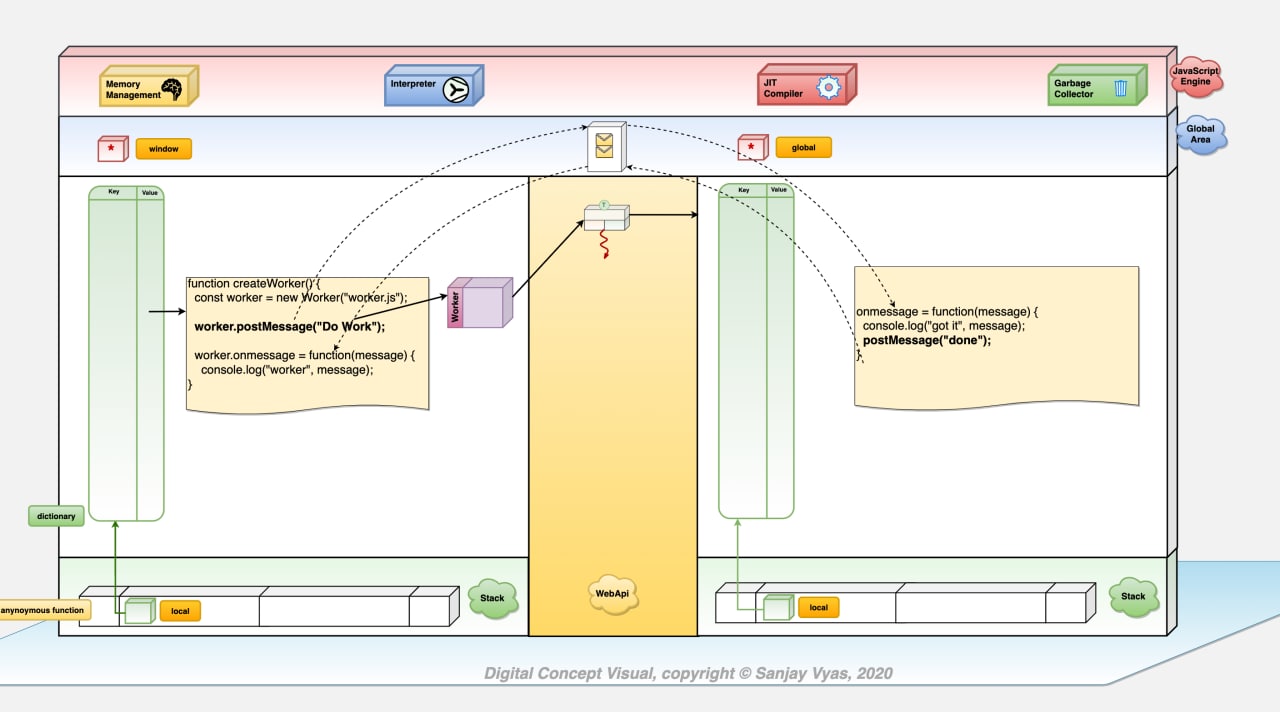 Memory
Management
Interpreter
JIT
Compiler
Garbage
Collector
JavaScript
Engine
Global
Area
*
window
*
global
Key
Value
Key
Value
T
function createWorker() {
const worker = new Worker("worker.js");
worker.postMessage("Do Work");
worker.onmessage = function(message) {
console.log("worker", message);
}
Worker
onmessage = function(message) {
console.log("got it", message);
postMessage("done");
}
dictionary
anynoymous function
local
Stack
WebApi
local
Stack
Digital Concept Visual, copyright © Sanjay Vyas, 2020